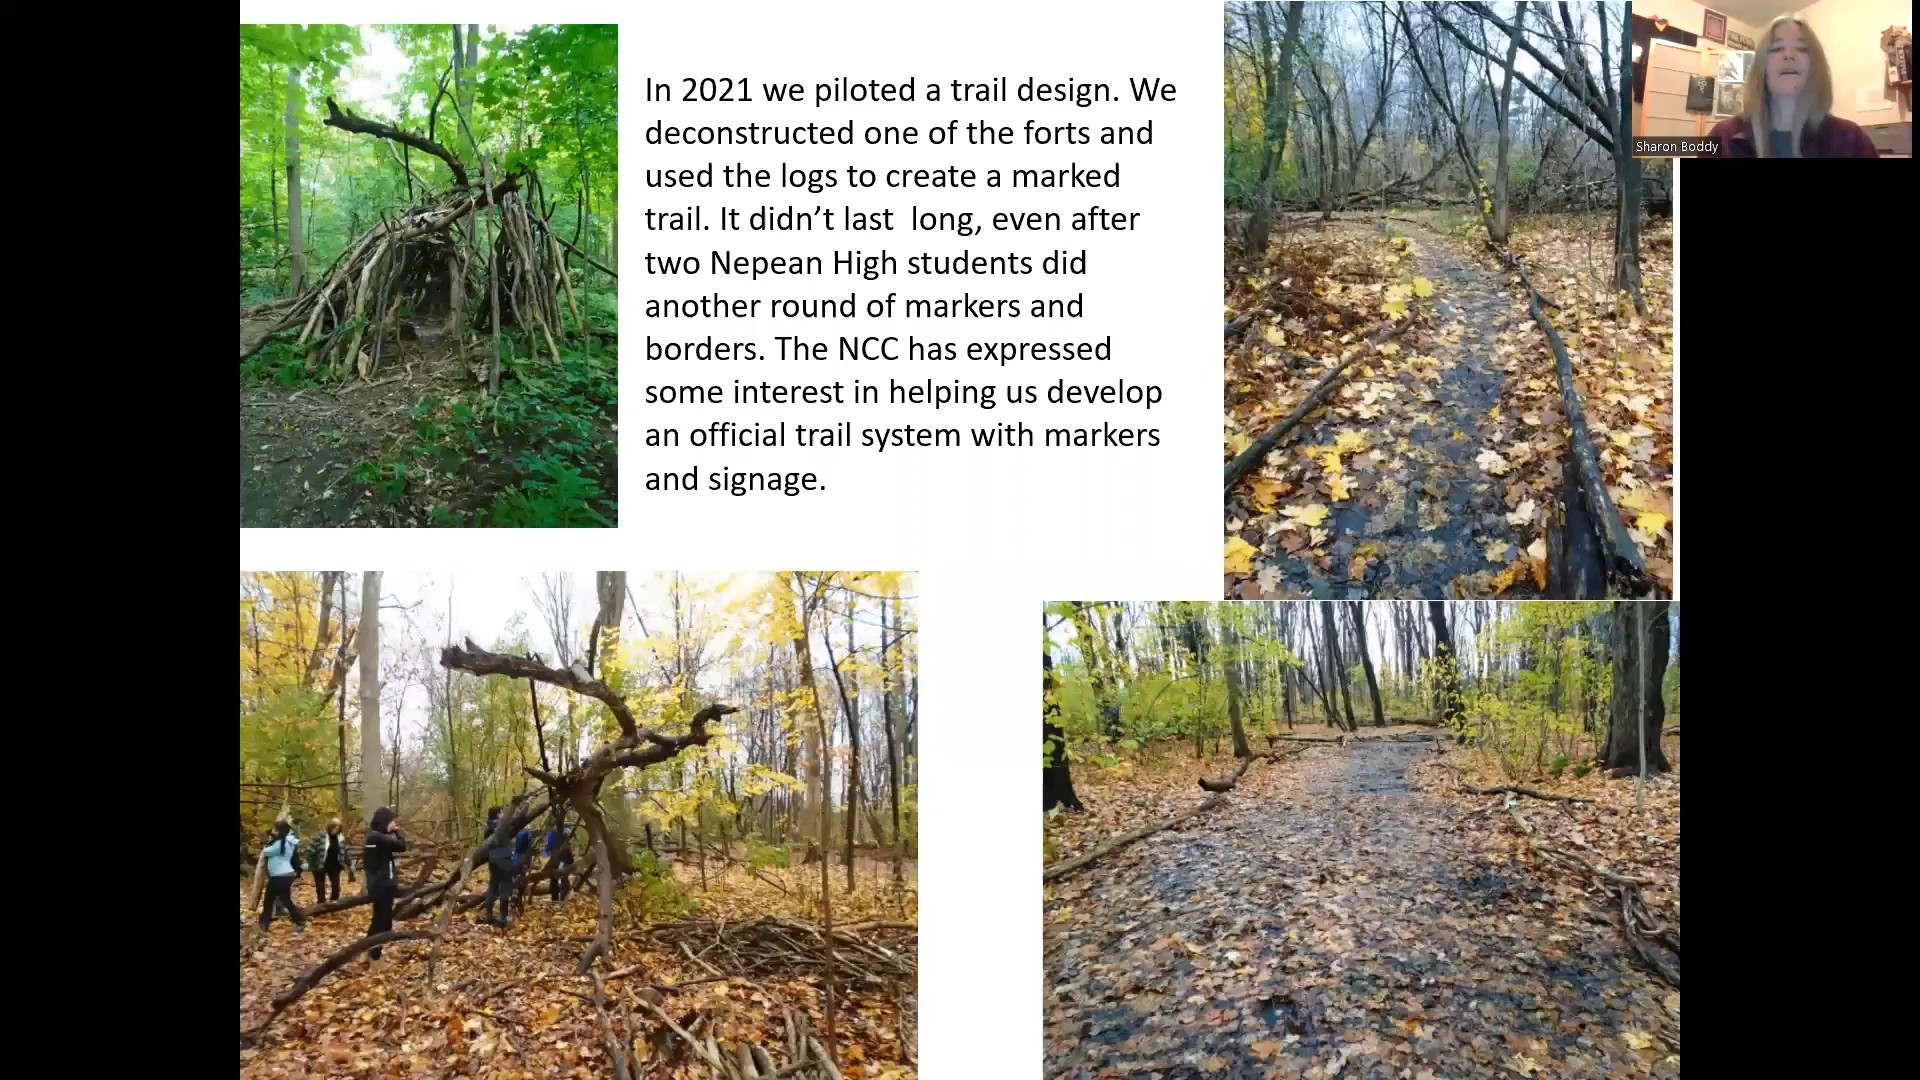 In 2021 we piloted a trail design. We
deconstructed one of the forts and
used the logs to create a marked
trail. It didn’t last  long, even after
two Nepean High students did
another round of markers and
borders. The NCC has expressed
some interest in helping us develop
an official trail system with markers
and signage.
Sharon Boddy